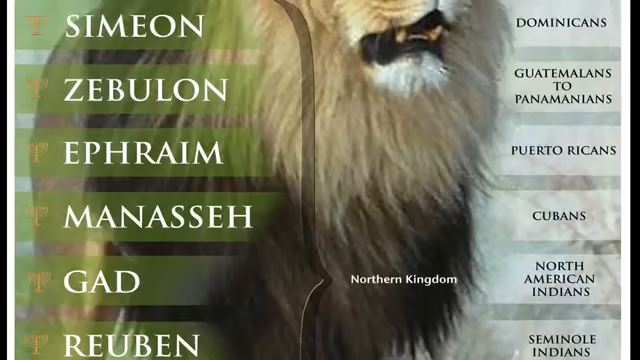 SIMEON
DOMINICANS
ZEBULON
GUATEMALANS
TO
PANAMANIANS
EPHRAIM
PUERTO RICANS
MANASSEH
CUBANS
GAD
Northern Kingdom
NORTH
AMERICAN
INDIANS
REUBEN
SEMINOLE
INDIANS